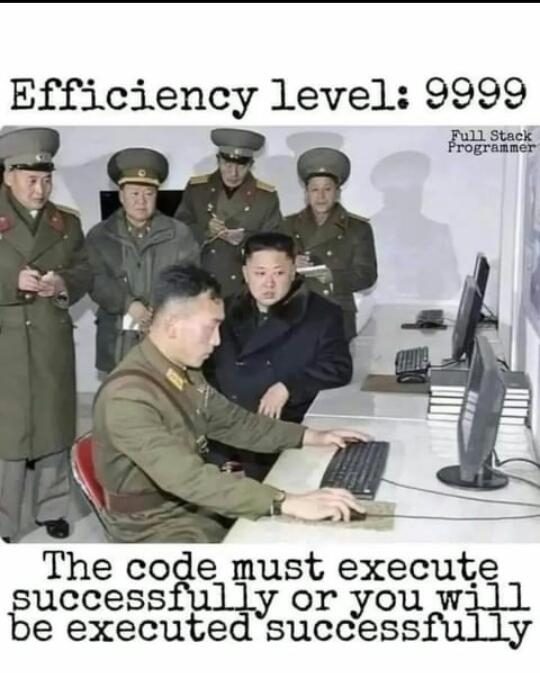 Efficiency level: 9999
Full Stack
Programmer
The code must execute
successfully or you will
be executed successfully